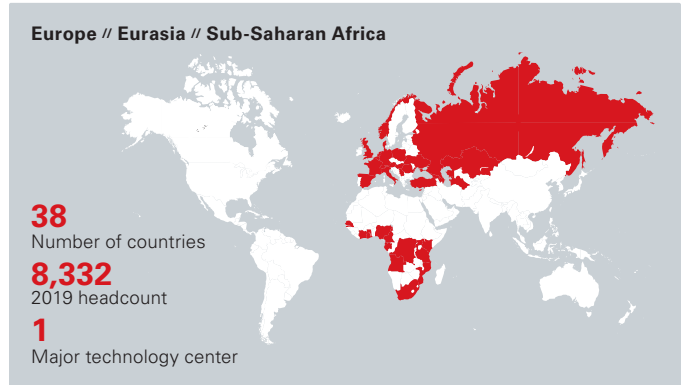 Europe // Eurasia // Sub-Saharan Africa
38
Number of countries
8,332
2019 headcount
1
Major technology center